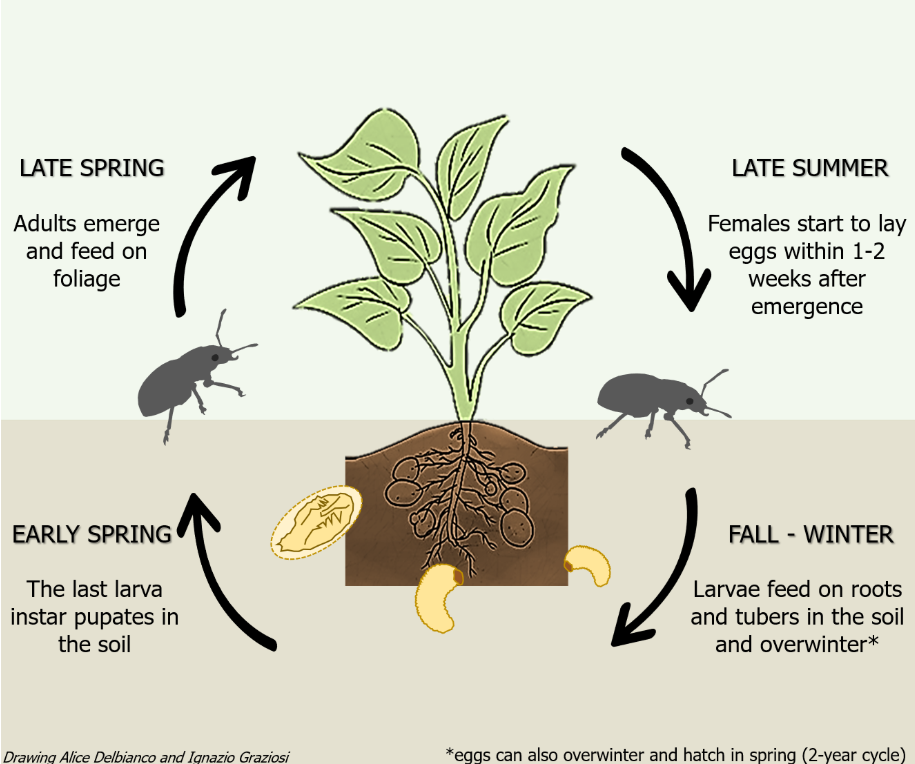 LATE SPRING
Adults emerge
and feed on
foliage
LATE SUMMER
Females start to lay
eggs within 1-2
weeks after
emergence
EARLY SPRING
The last larva
instar pupates in
the soil
FALL - WINTER
Larvae feed on roots
and tubers in the soil
and overwinter*
Drawing Alice Delbianco and Ignazio Graziosi
*eggs can also overwinter and hatch in spring (2-year cycle)